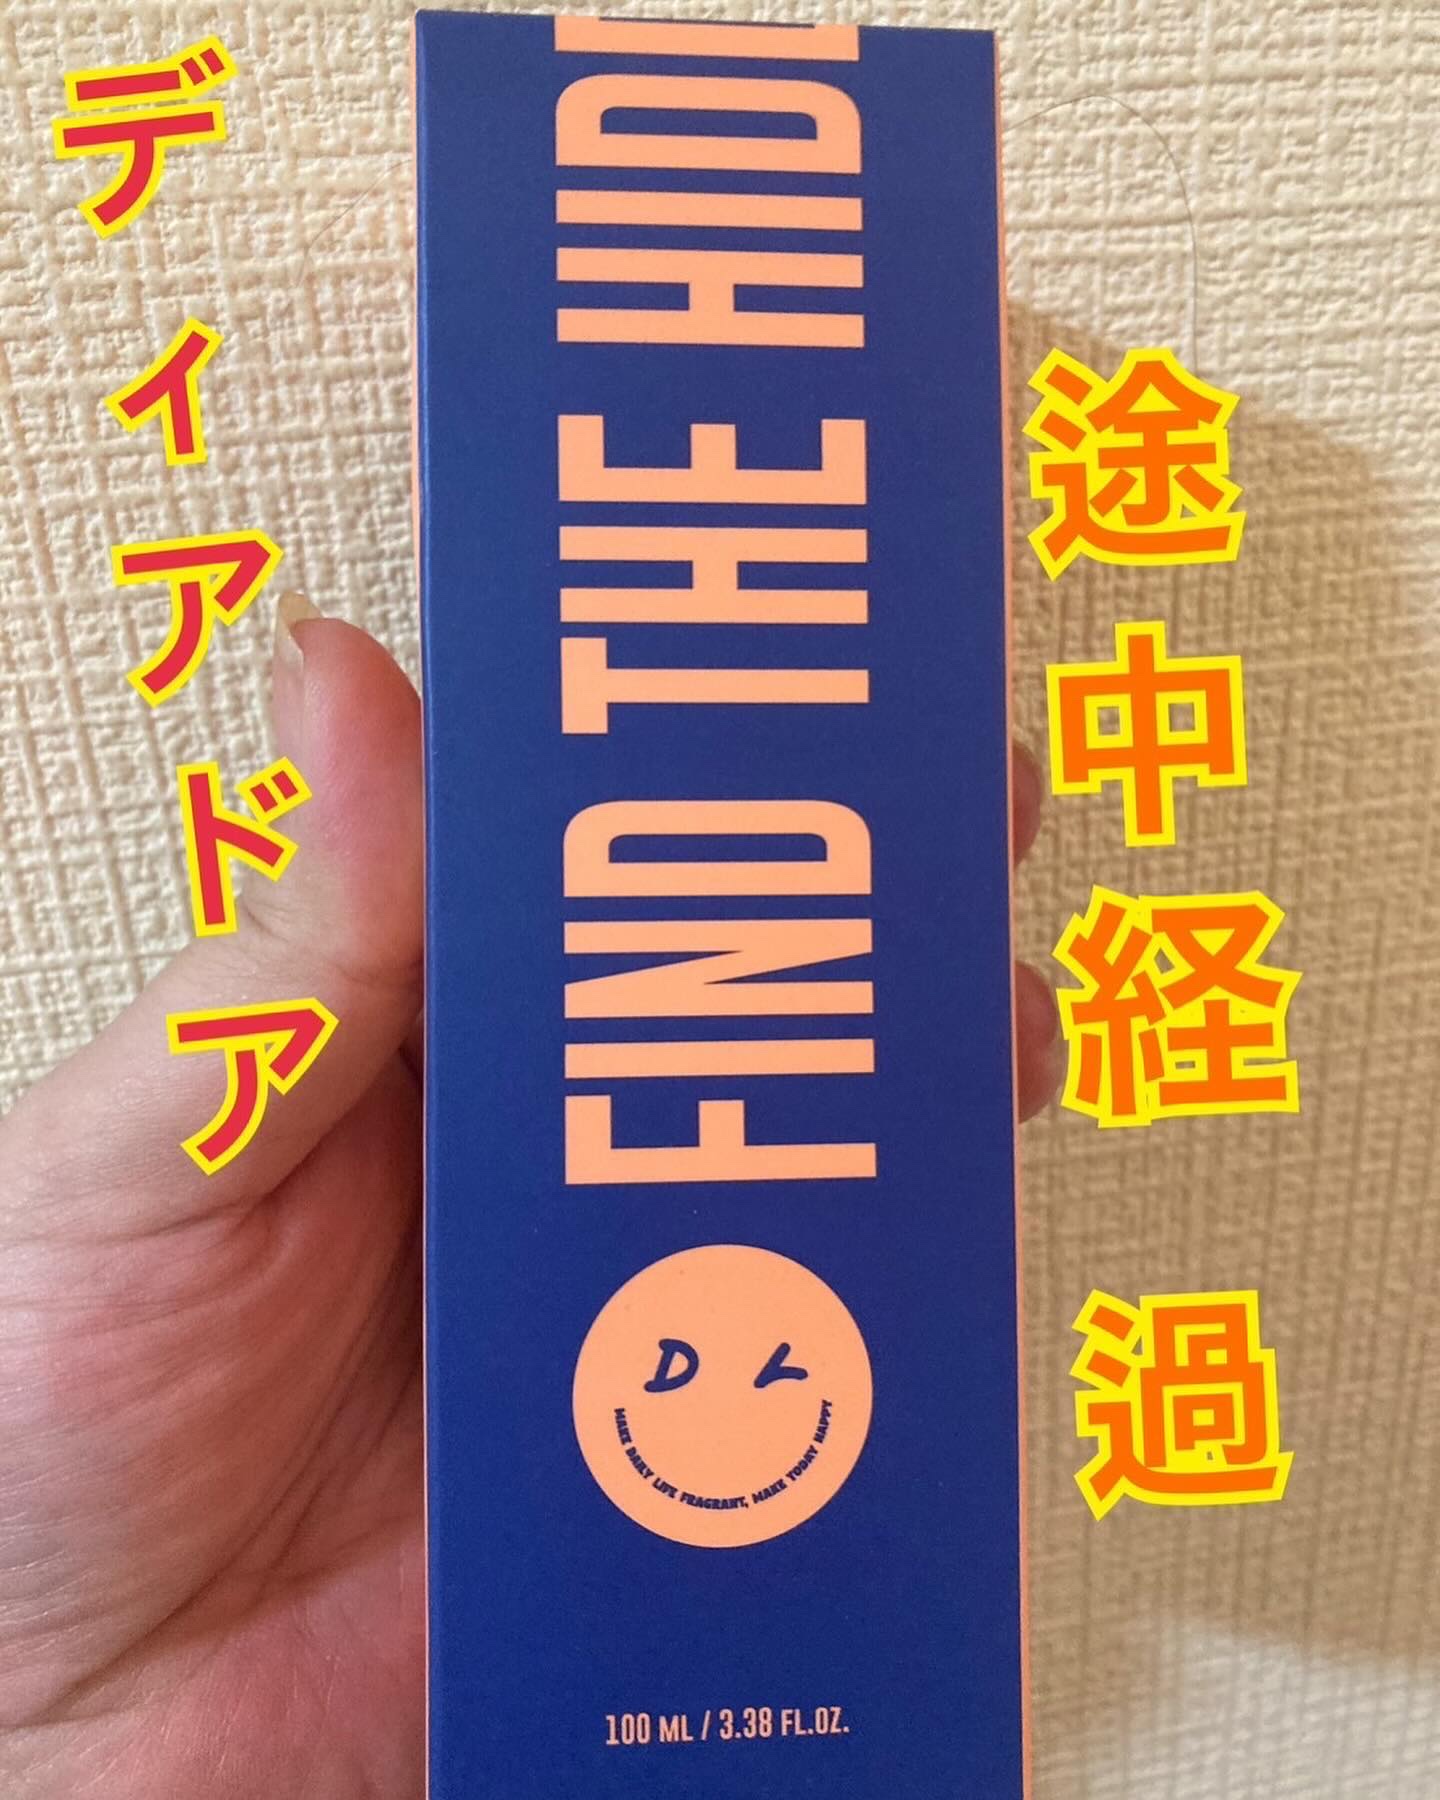 ディアドア
途中経過
FIND THE HID
D L
MAKE DAILY LIFE FRAGRANT, MAKE TODAY HAPPY
100 ML / 3.38 FL.OZ.